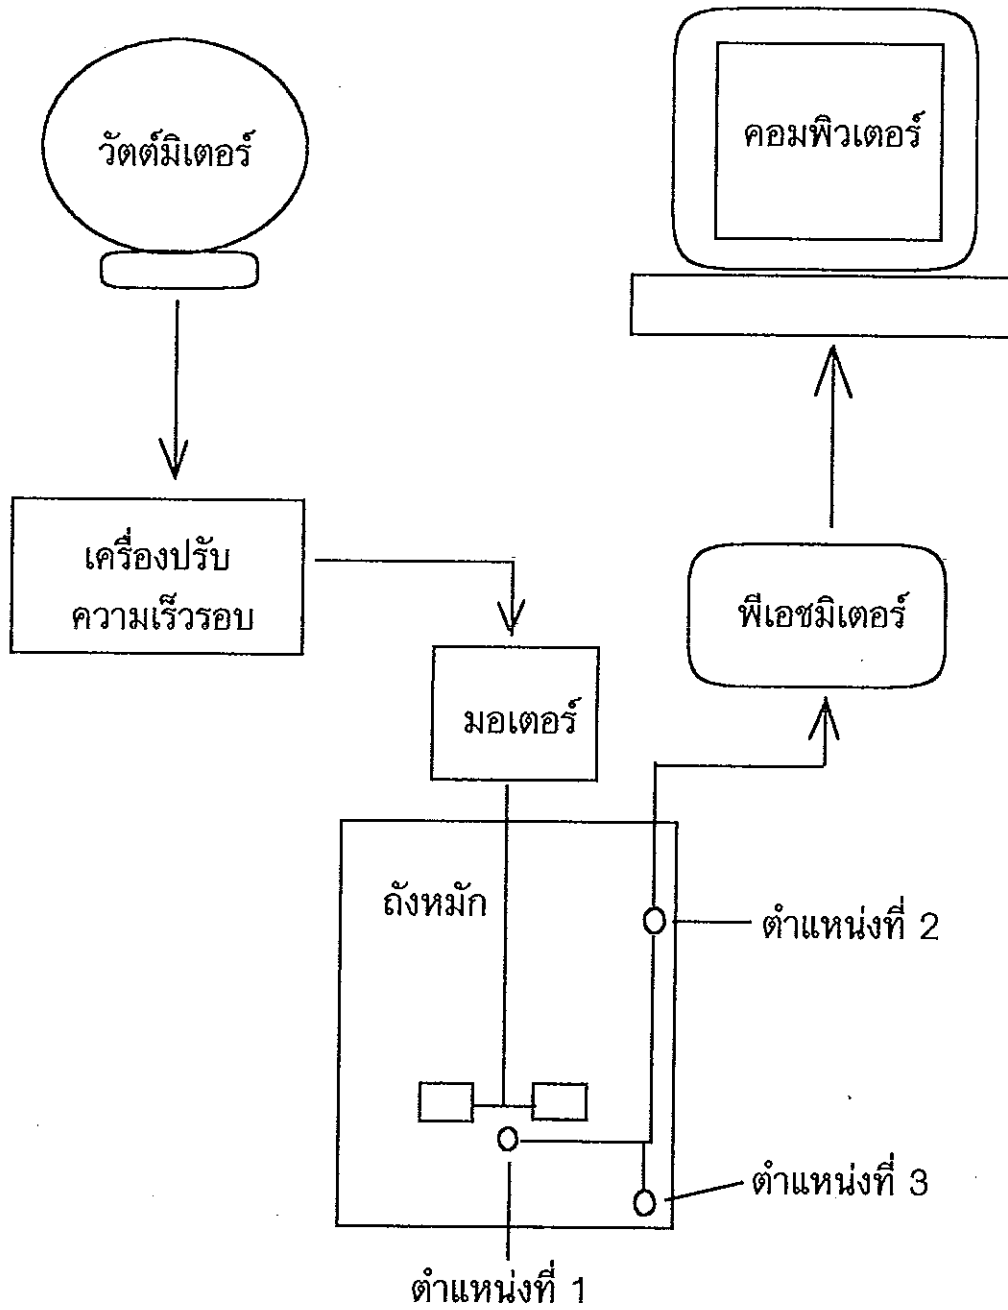 วัตต์มิเตอร์
คอมพิวเตอร์
เครื่องปรับ
ความเร็วรอบ
พีเอชมิเตอร์
มอเตอร์
ถังหมัก
ตำแหน่งที่ 2
ตำแหน่งที่ 3
ตำแหน่งที่ 1